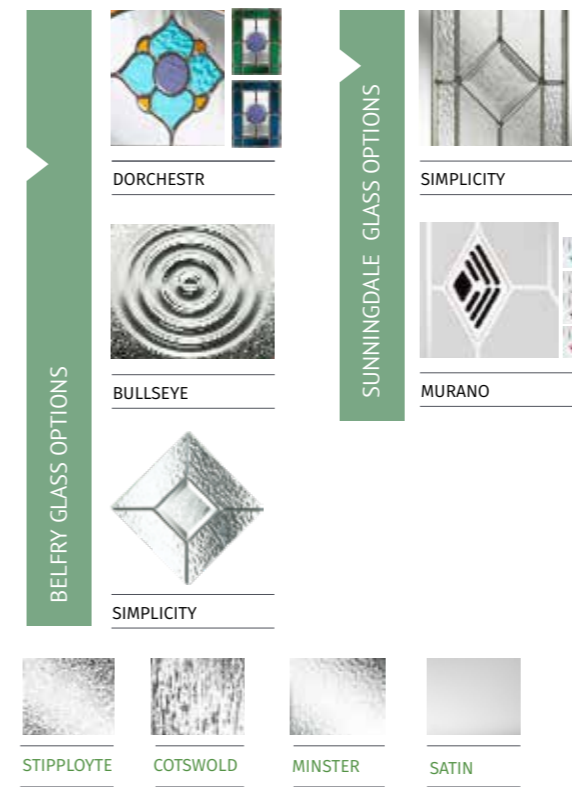 BELFRY GLASS OPTIONS
DORCHESTR
BULLSEYE
SIMPLICITY
SUNNINGDALE GLASS OPTIONS
SIMPLICITY
MURANO
STIPPLOYTE
COTSWOLD
MINSTER
SATIN